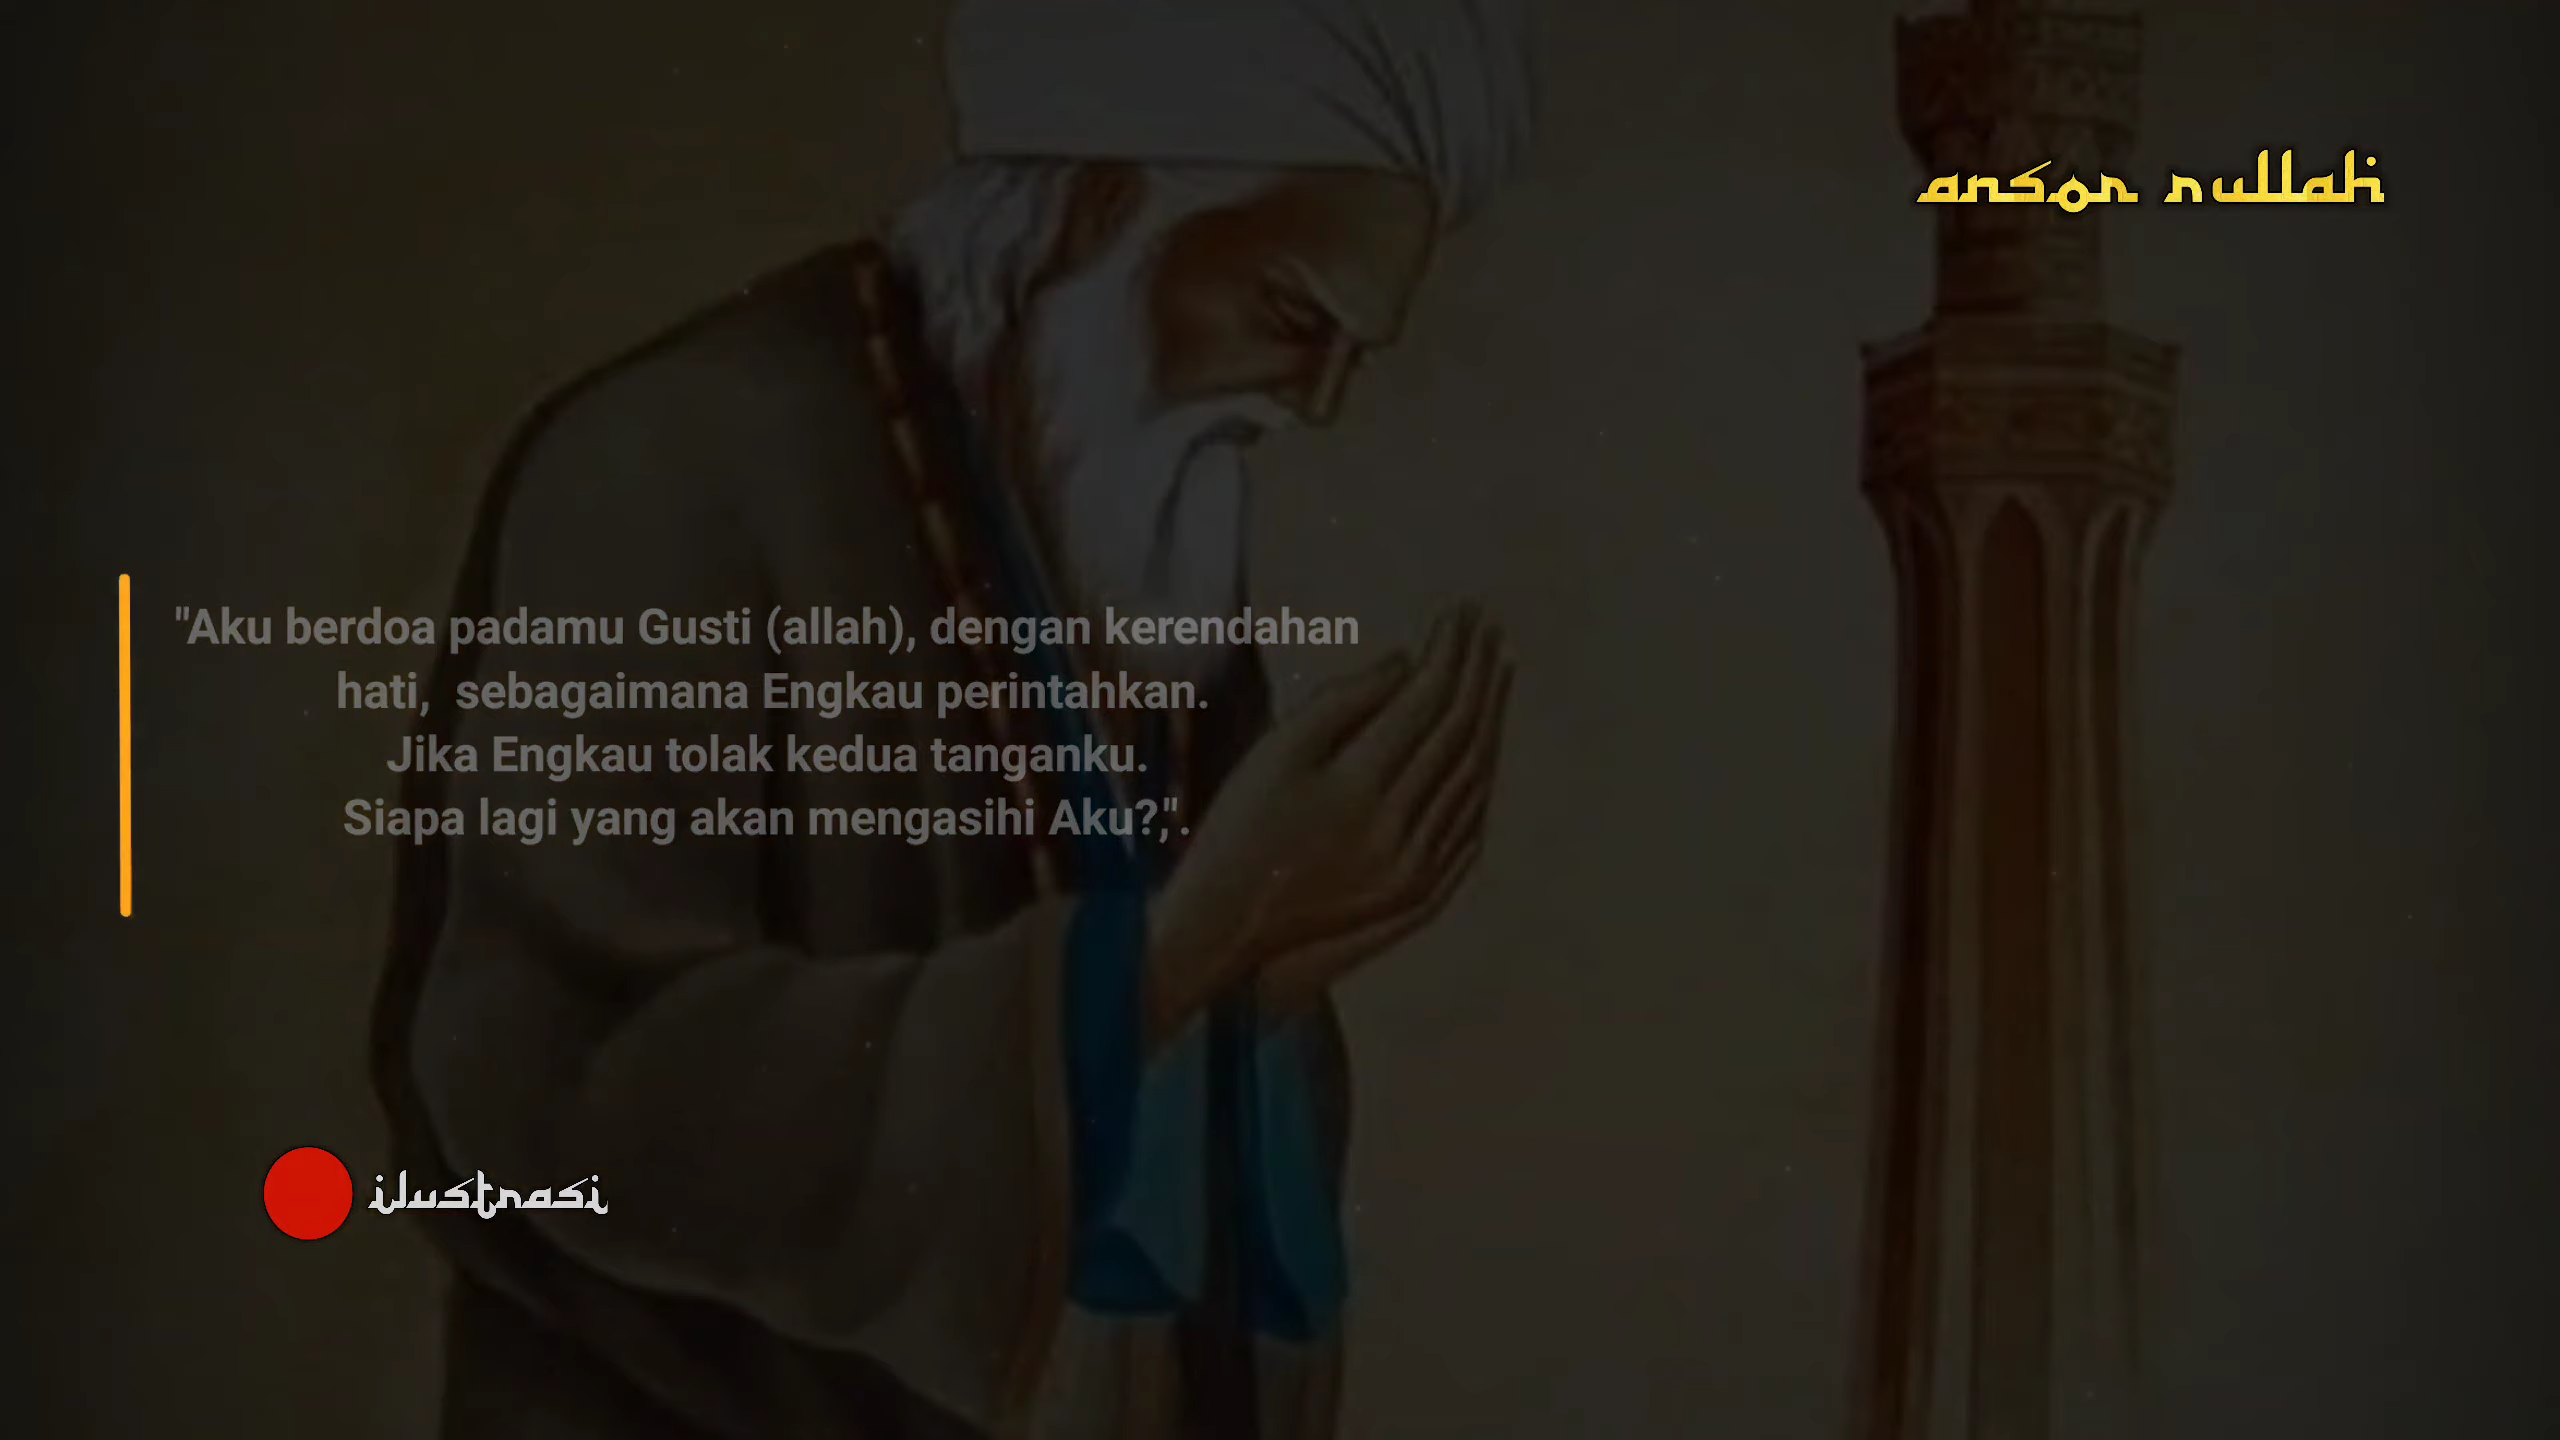 ansor rullah
"Aku berdoa padamu Gusti (allah), dengan kerendahan
hati,  sebagaimana Engkau perintahkan.
Jika Engkau tolak kedua tanganku.
Siapa lagi yang akan mengasihi Aku?,".
ilustrasi